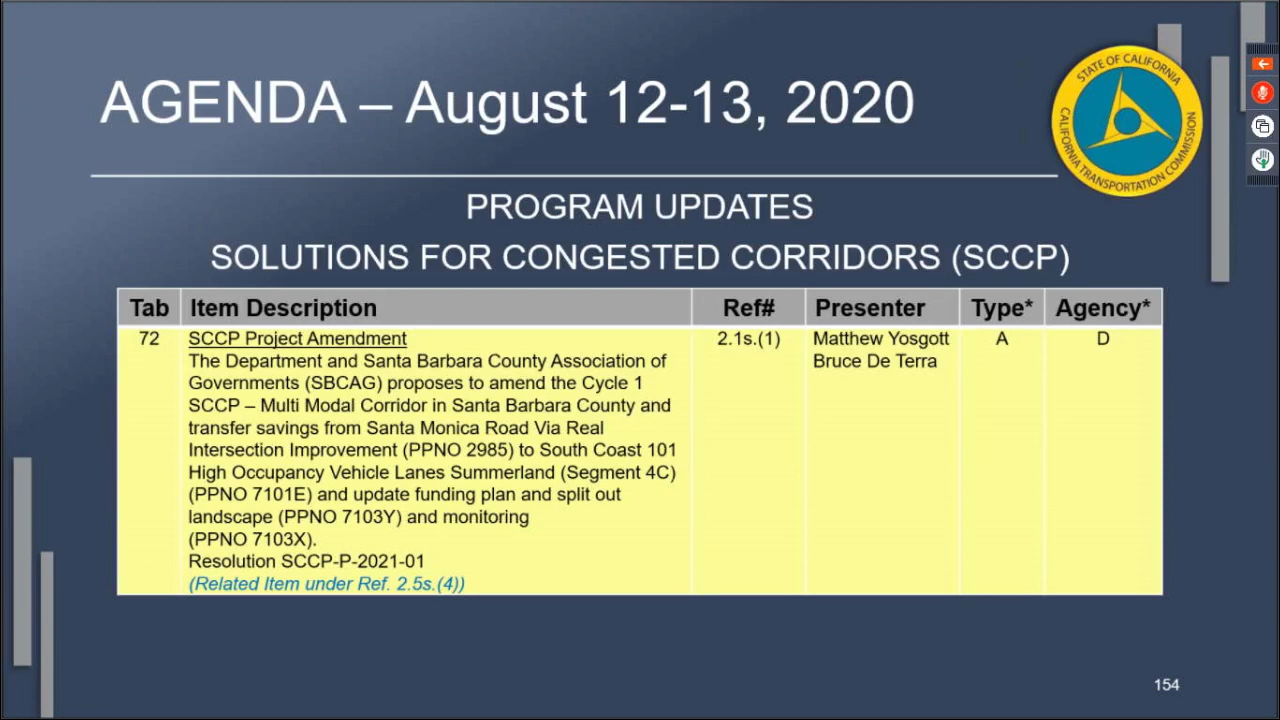 AGENDA – August 12-13, 2020
STATE OF CALIFORNIA
CALIFORNIA TRANSPORTATION COMMISSION
PROGRAM UPDATES
SOLUTIONS FOR CONGESTED CORRIDORS (SCCP)
Tab Item Description Ref# Presenter Type* Agency*
72 SCCP Project Amendment 2.1s.(1) Matthew Yosgott A D
The Department and Santa Barbara County Association of Bruce De Terra
Governments (SBCAG) proposes to amend the Cycle 1
SCCP – Multi Modal Corridor in Santa Barbara County and
transfer savings from Santa Monica Road Via Real
Intersection Improvement (PPNO 2985) to South Coast 101
High Occupancy Vehicle Lanes Summerland (Segment 4C)
(PPNO 7101E) and update funding plan and split out
landscape (PPNO 7103Y) and monitoring
(PPNO 7103X).
Resolution SCCP-P-2021-01
(Related Item under Ref. 2.5s.(4))
154